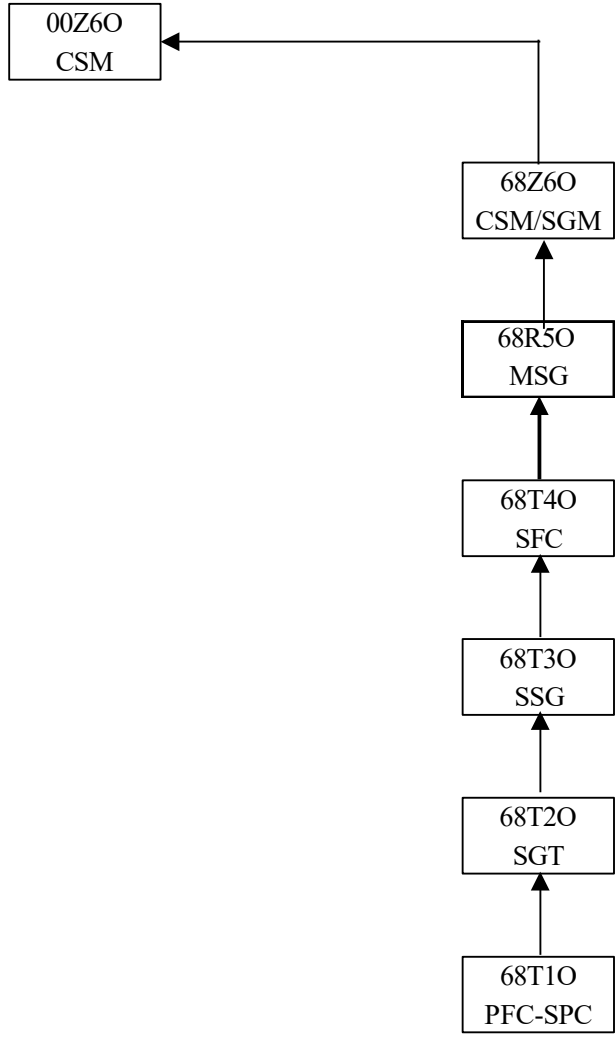 00Z6O
CSM
68Z6O
CSM/SGM
68R5O
MSG
68T4O
SFC
68T3O
SSG
68T2O
SGT
68T1O
PFC-SPC